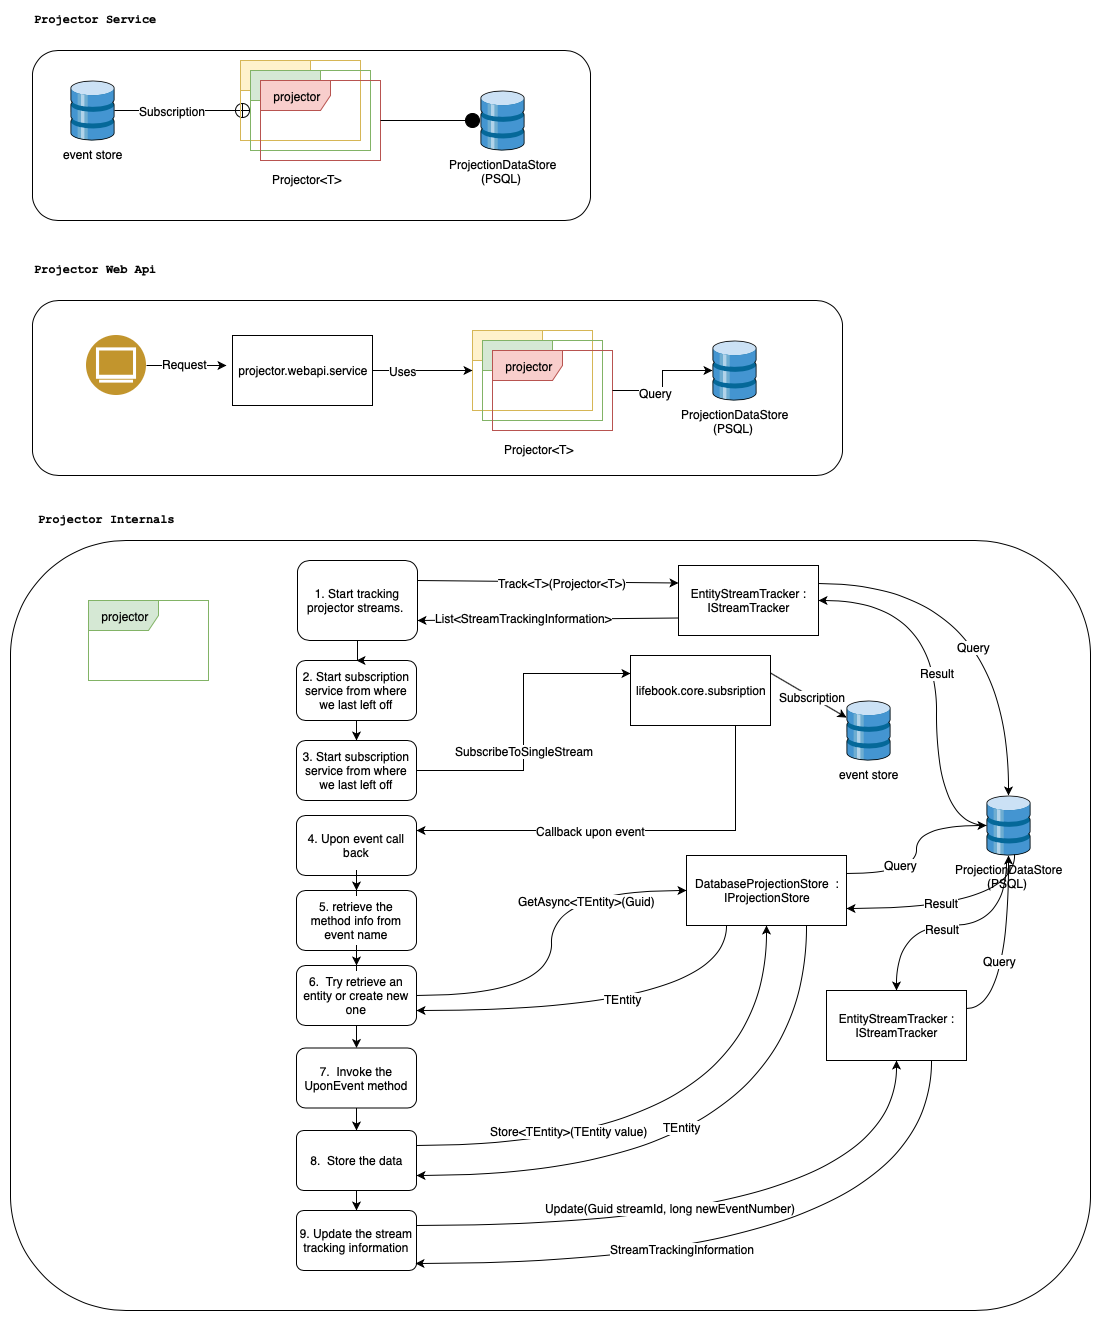 Projector Service
projector
Subscription
event store
ProjectionDataStore
(PSQL)
Projector<T>
Projector Web Api
Request
projector.webapi.service
Uses
projector
Query
ProjectionDataStore
(PSQL)
Projector<T>
Projector Internals
projector
1. Start tracking
projector streams.
Track<T>(Projector<T>)
List<StreamTrackingInformation>
EntityStreamTracker :
IStreamTracker
Query
Result
2. Start subscription
service from where
we last left off
lifebook.core.subsription
Subscription
event store
3. Start subscription
service from where
we last left off
SubscribeToSingleStream
4. Upon event call
back
Callback upon event
ProjectionDataStore
(PSQL)
5. retrieve the
method info from
event name
GetAsync<TEntity>(Guid)
DatabaseProjectionStore  :
IProjectionStore
Query
Result
Result
Query
6.  Try retrieve an
entity or create new
one
TEntity
EntityStreamTracker :
IStreamTracker
7.  Invoke the
UponEvent method
8.  Store the data
Store<TEntity>(TEntity value)
TEntity
9. Update the stream
tracking information
Update(Guid streamId, long newEventNumber)
StreamTrackingInformation